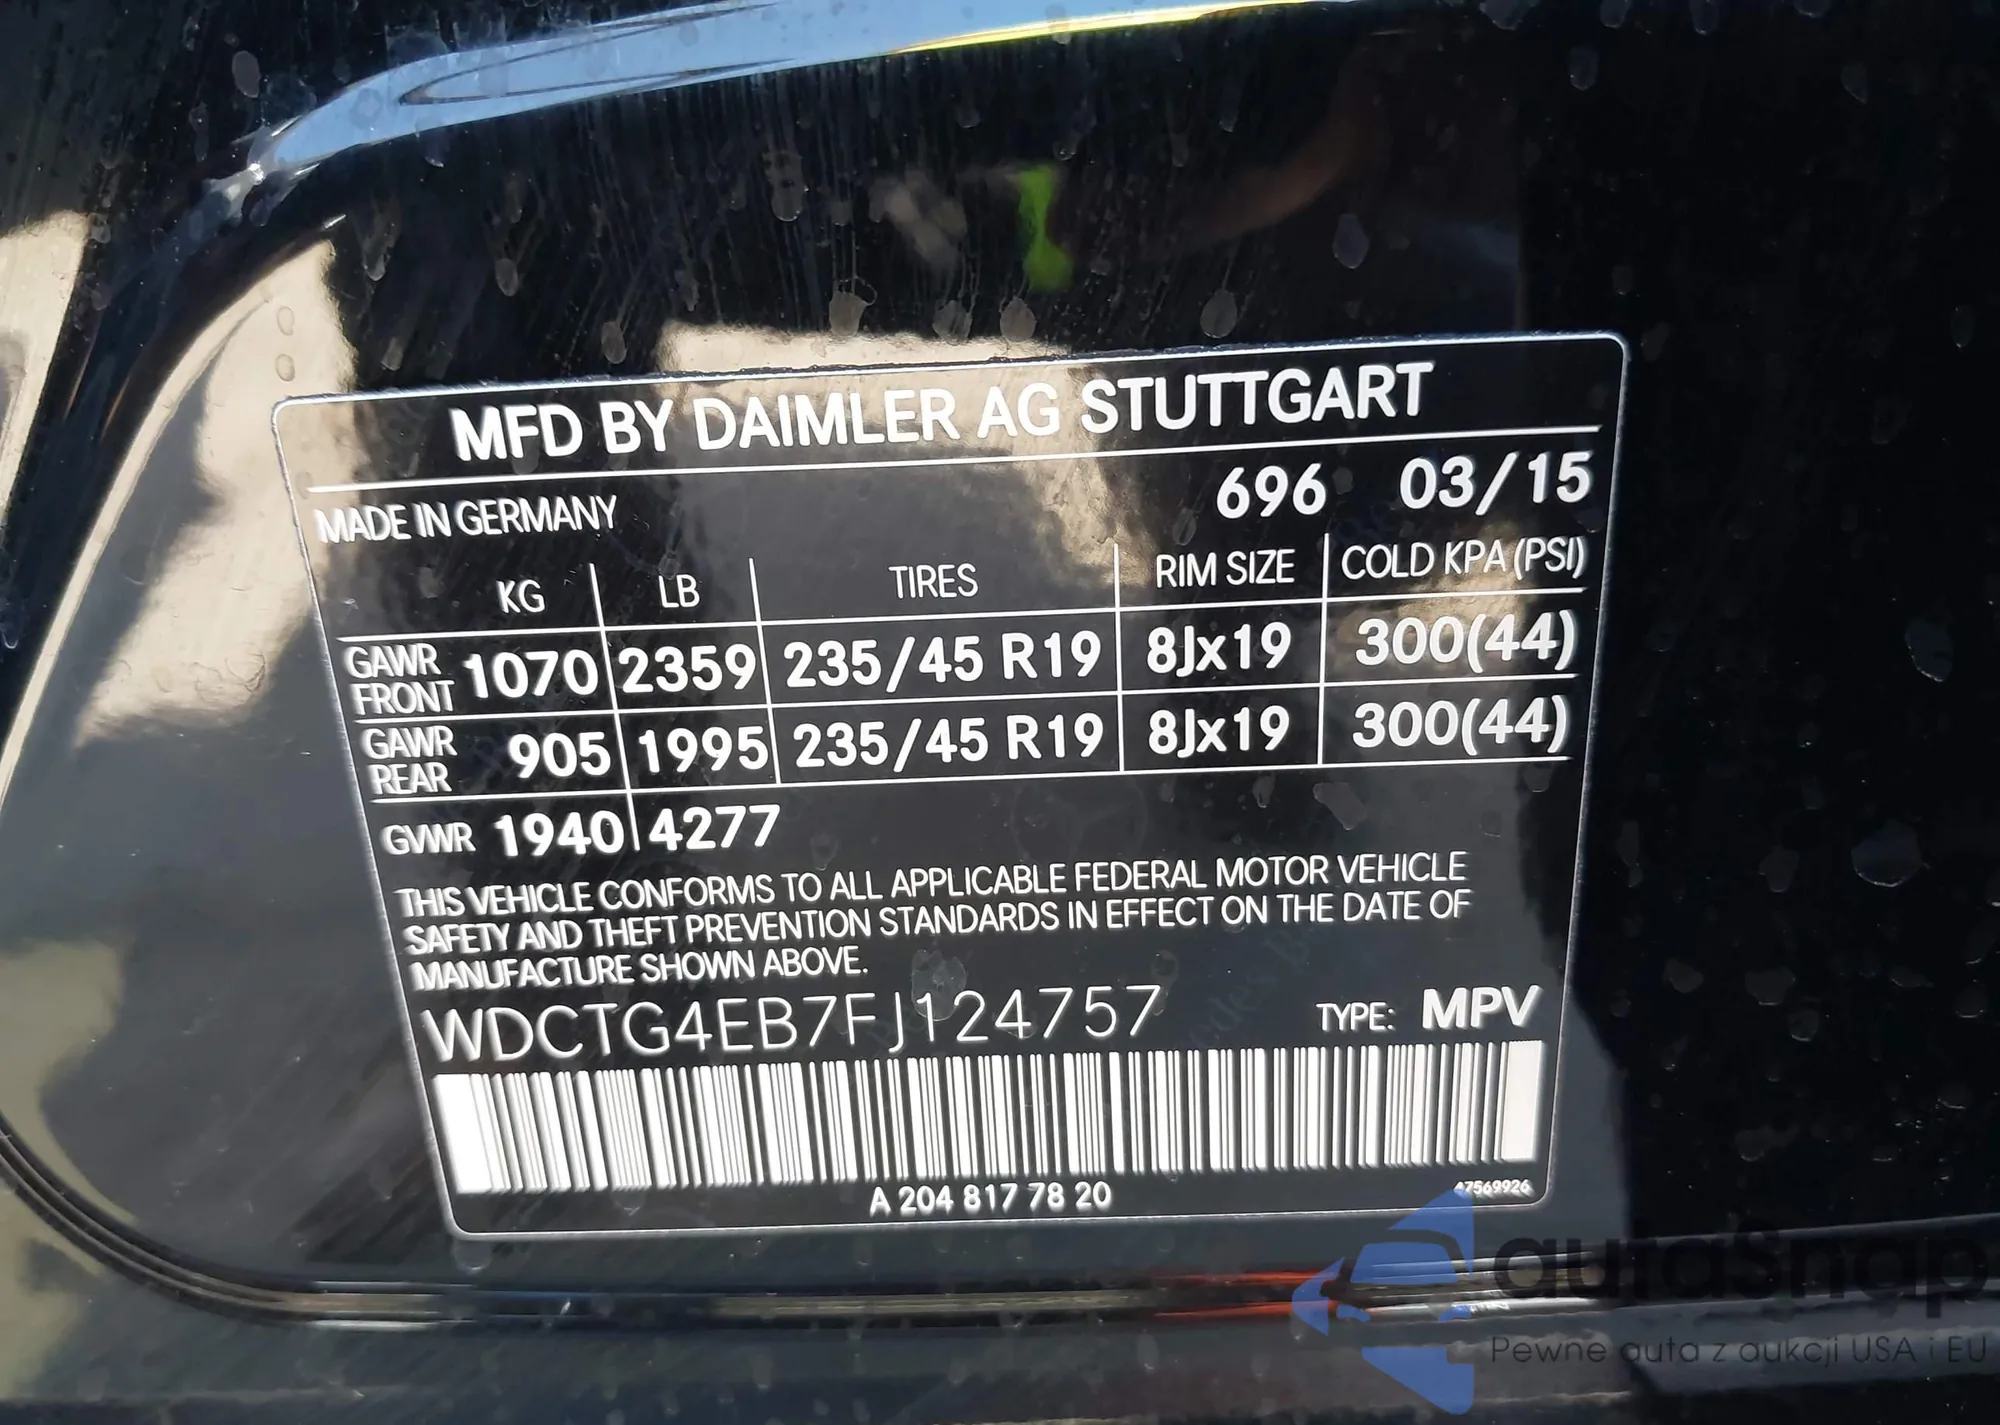 MFD BY DAIMLER AG STUTTGART
MADE IN GERMANY 696 03/15
KG LB TIRES RIM SIZE COLD KPA (PSI)
GAWR FRONT 1070 2359 235/45 R19 8Jx19 300(44)
GAWR REAR 905 1995 235/45 R19 8Jx19 300(44)
GVWR 1940 4277
THIS VEHICLE CONFORMS TO ALL APPLICABLE FEDERAL MOTOR VEHICLE
SAFETY AND THEFT PREVENTION STANDARDS IN EFFECT ON THE DATE OF
MANUFACTURE SHOWN ABOVE.
WDCTG4EB7FJ124757 TYPE: MPV
A 204 817 78 20 47569926
autaSnap
Pewne auta z aukcji USA i EU